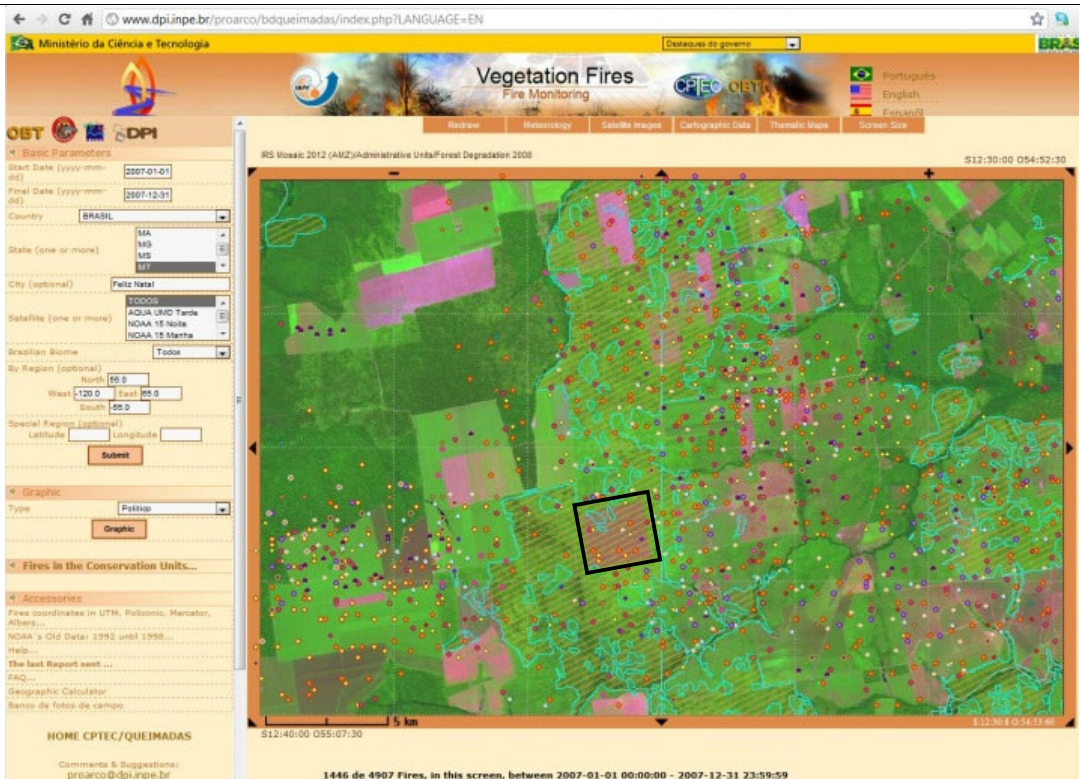 www.dpi.inpe.br/proarco/bdqueimadas/index.php?LANGUAGE=EN
Ministério da Ciência e Tecnologia
Destaques do governo
BRAS
Vegetation Fires
Fire Monitoring
INPE
CPTEC
OBT
Português
English
Espanõl
OBT
DPI
Redraw
Meteorology
Satellite Images
Cartographic Data
Thematic Maps
Screen Size
Basic Parameters
Start Date (yyyy-mm-dd)
2007-01-01
Final Date (yyyy-mm-dd)
2007-12-31
Country
BRASIL
State (one or more)
MA
MG
MS
MT
City (optional)
Feliz Natal
Satellite (one or more)
TODOS
AQUA UMD Tarde
NOAA 15 Noite
NOAA 15 Manha
Brazilian Biome
Todos
By Region (optional)
North
55.0
West
-120.0
East
65.0
South
-55.0
Special Region (optional)
Latitude
Longitude
Submit
Graphic
Type
Politico
Graphic
Fires in the Conservation Units...
Accessories
Fires coordinates in UTM, Policonic, Mercator, Albers...
NOAA`s Old Data: 1992 until 1998...
Help...
The last Report sent ...
FAQ...
Geographic Calculator
Banco de fotos de campo
HOME CPTEC/QUEIMADAS
Comments & Suggestions:
proarco@dpi.inpe.br
IRS Mosaic 2012 (AMZ)/Administrative Units/Forest Degradation 2008
S12:30:00 O54:52:30
5 km
S12:40:00 O55:07:30
1446 de 4907 Fires, in this screen, between 2007-01-01 00:00:00 - 2007-12-31 23:59:59